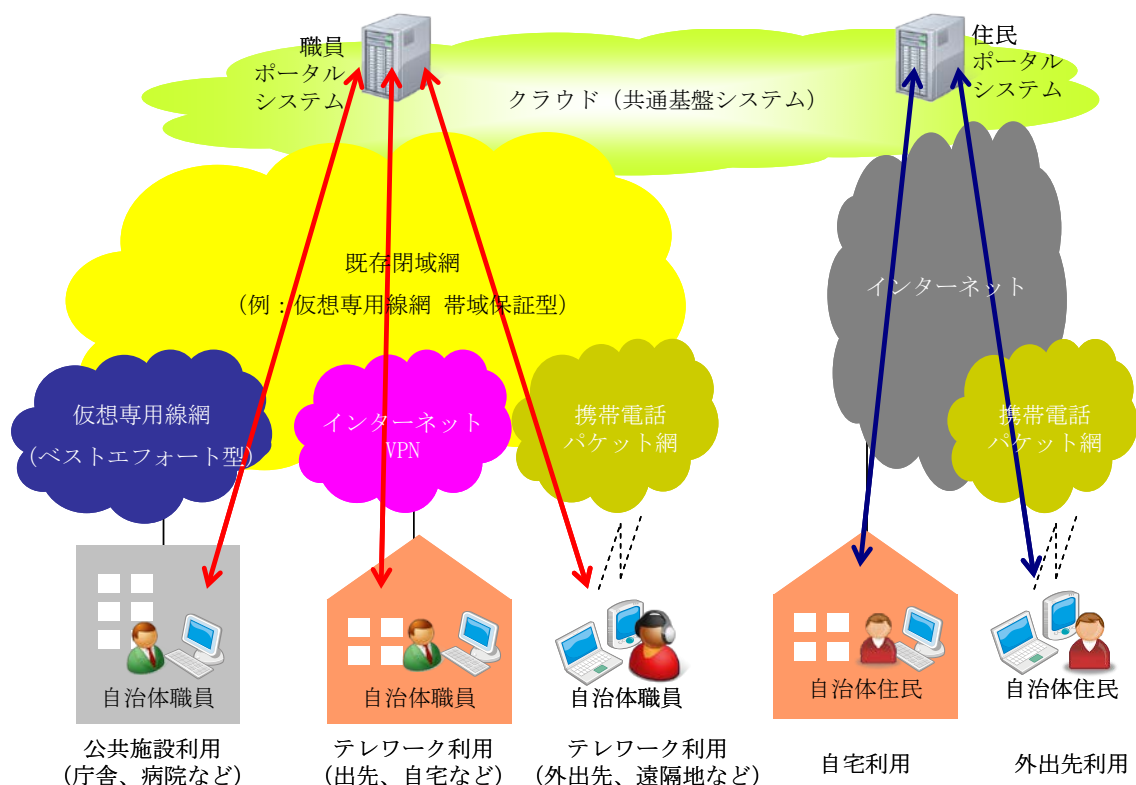 職員
ポータル
システム
クラウド（共通基盤システム）
住民
ポータル
システム
既存閉域網
（例：仮想専用線網 帯域保証型）
インターネット
仮想専用線網
（ベストエフォート型）
インターネット
VPN
携帯電話
パケット網
携帯電話
パケット網
自治体職員
自治体職員
自治体職員
自治体住民
自治体住民
公共施設利用
（庁舎、病院など）
テレワーク利用
（出先、自宅など）
テレワーク利用
（外出先、遠隔地など）
自宅利用
外出先利用